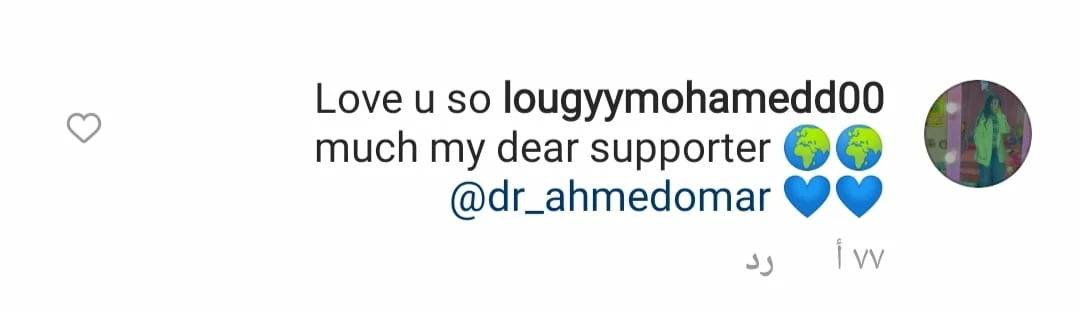 lougyymohamedd00 Love u so
much my dear supporter 🌍🌍
💙💙 @dr_ahmedomar
٧٧ أ رد